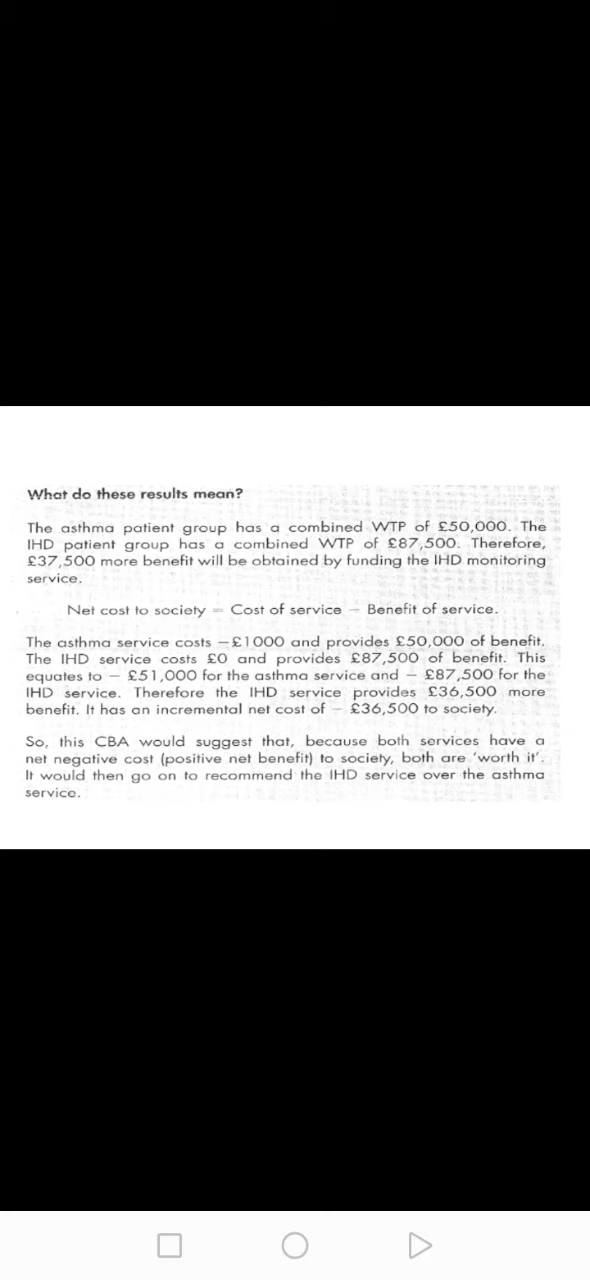 What do these results mean?
The asthma patient group has a combined WTP of £50,000. The
IHD patient group has a combined WTP of £87,500. Therefore,
£37,500 more benefit will be obtained by funding the IHD monitoring
service.
Net cost to society = Cost of service – Benefit of service.
The asthma service costs –£1000 and provides £50,000 of benefit.
The IHD service costs £0 and provides £87,500 of benefit. This
equates to – £51,000 for the asthma service and – £87,500 for the
IHD service. Therefore the IHD service provides £36,500 more
benefit. It has an incremental net cost of – £36,500 to society.
So, this CBA would suggest that, because both services have a
net negative cost (positive net benefit) to society, both are ‘worth it’.
It would then go on to recommend the IHD service over the asthma
service.